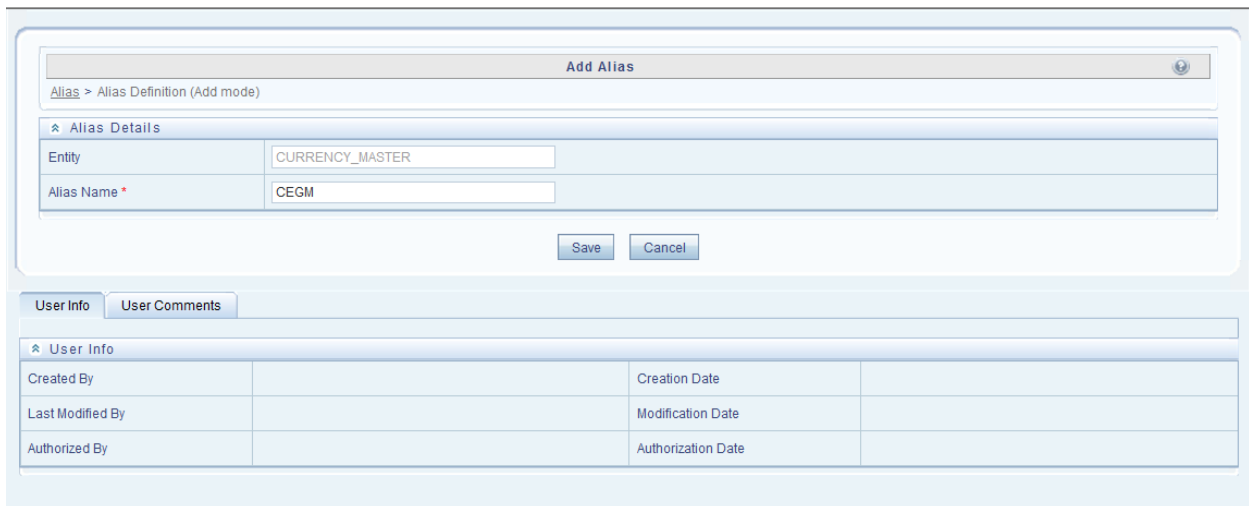 Add Alias
Alias > Alias Definition (Add mode)
Alias Details
Entity CURRENCY_MASTER
Alias Name * CEGM
Save Cancel
User Info User Comments
User Info
Created By Creation Date
Last Modified By Modification Date
Authorized By Authorization Date